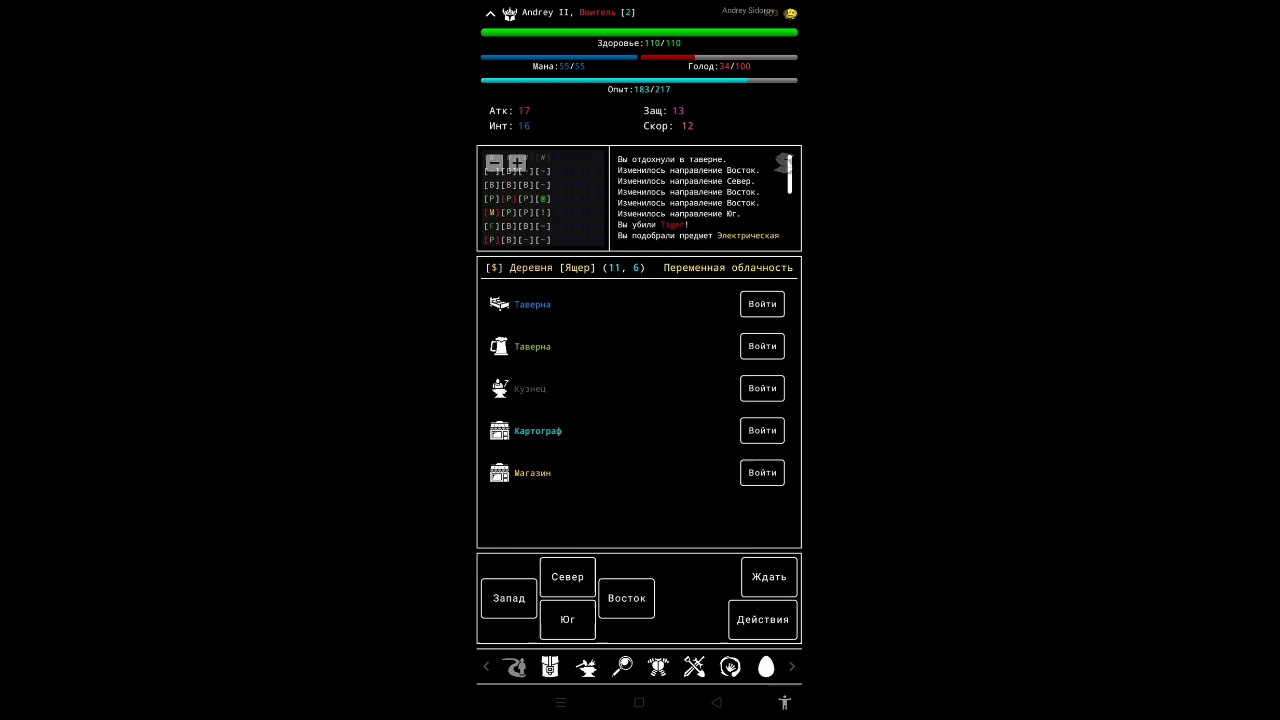 Andrey II, Воитель [2]
Andrey Sidorov
Здоровье:110/110
Мана:55/55
Голод:34/100
Опыт:183/217
Атк: 17
Защ: 13
Инт: 16
Скор: 12
[B][B][B][~]
[P][P][P][@]
[M][P][P][!]
[F][B][B][~]
[P][B][~][~]
Вы отдохнули в таверне.
Изменилось направление Восток.
Изменилось направление Север.
Изменилось направление Восток.
Изменилось направление Восток.
Изменилось направление Юг.
Вы убили Tiger!
Вы подобрали предмет Электрическая
[$] Деревня [Ящер] (11, 6)
Переменная облачность
Таверна
Войти
Таверна
Войти
Кузнец
Войти
Картограф
Войти
Магазин
Войти
Север
Ждать
Запад
Восток
Юг
Действия